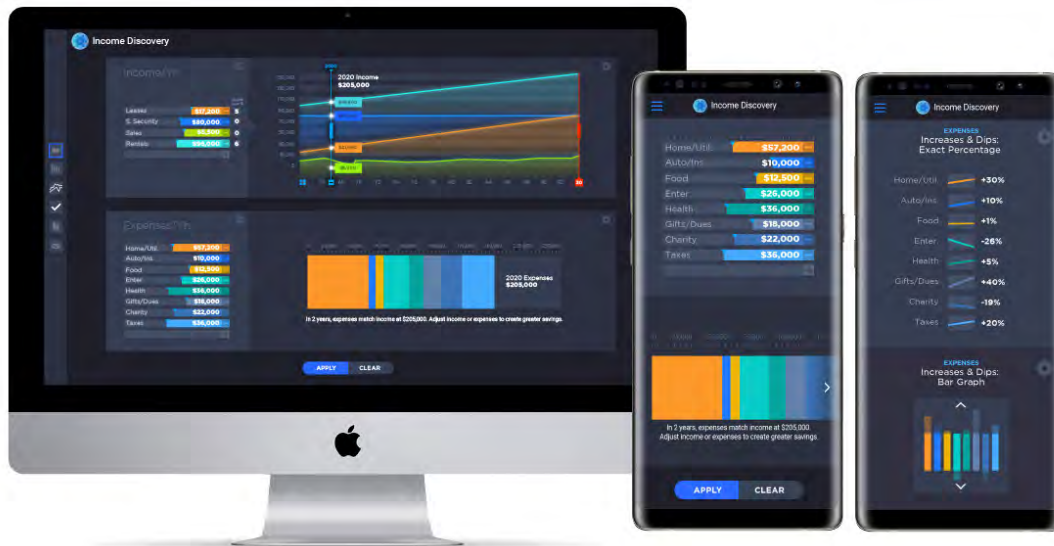 Income Discovery
Income/Yr.
Leases $17,200 5
S. Security $80,000 0
Sales 0
Rentals $96,000 6
2020 Income
$205,000
Expenses/Yr.
Home/Util. $57,200
Auto/Ins. $10,000
Food $12,500
Enter $26,000
Health $36,000
Gifts/Dues $18,000
Charity $22,000
Taxes $36,000
2020 Expenses
$205,000
In 2 years, expenses match income at $205,000. Adjust income or expenses to create greater savings.
APPLY CLEAR
Income Discovery
Home/Util. $57,200
Auto/Ins. $10,000
Food $12,500
Enter $26,000
Health $36,000
Gifts/Dues $18,000
Charity $22,000
Taxes $36,000
In 2 years, expenses match income at $205,000.
Adjust income or expenses to create greater savings.
APPLY CLEAR
Income Discovery
EXPENSES
Increases & Dips:
Exact Percentage
Home/Util. +30%
Auto/Ins. +10%
Food +1%
Enter -26%
Health +5%
Gifts/Dues +40%
Charity -19%
Taxes +20%
EXPENSES
Increases & Dips:
Bar Graph